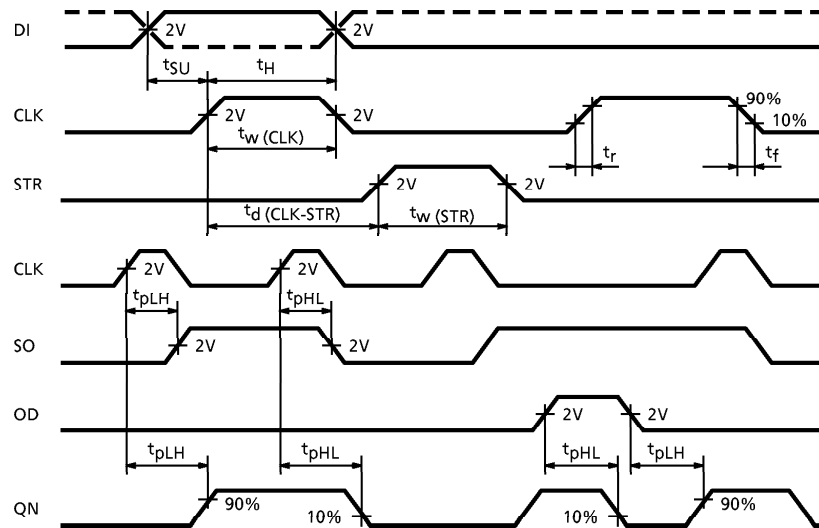 DI 2V 2V
tSU tH
CLK 2V 2V 90% 10%
tw (CLK) tr tf
STR 2V 2V
td (CLK-STR) tw (STR)
CLK 2V 2V
tpLH tpHL
SO 2V 2V
OD 2V 2V
tpLH tpHL tpHL tpLH
QN 90% 10% 10% 90%